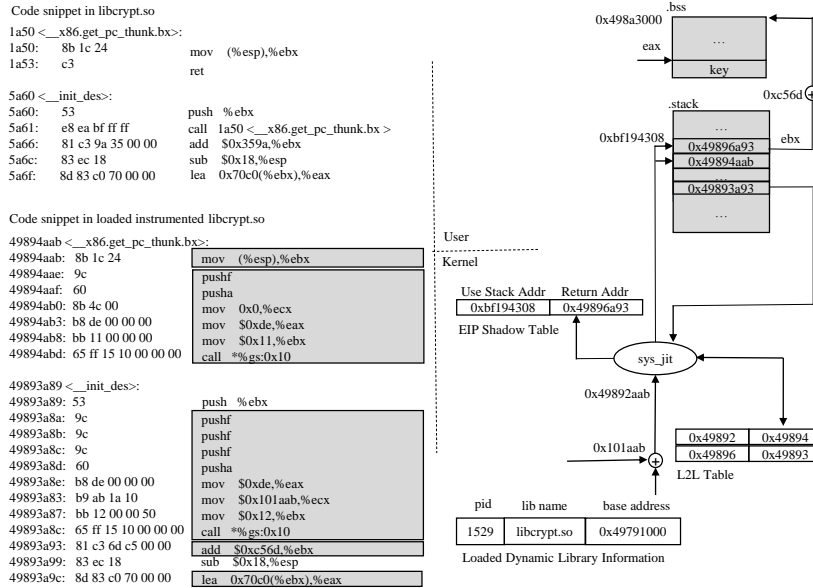 Code snippet in libcrypt.so
1a50 <__x86.get_pc_thunk.bx>:
1a50: 8b 1c 24 mov (%esp),%ebx
1a53: c3 ret
5a60 <__init_des>:
5a60: 53 push %ebx
5a61: e8 ea bf ff ff call 1a50 <__x86.get_pc_thunk.bx >
5a66: 81 c3 9a 35 00 00 add $0x359a,%ebx
5a6c: 83 ec 18 sub $0x18,%esp
5a6f: 8d 83 c0 70 00 00 lea 0x70c0(%ebx),%eax
Code snippet in loaded instrumented libcrypt.so
49894aab <__x86.get_pc_thunk.bx>:
49894aab: 8b 1c 24 mov (%esp),%ebx
49894aae: 9c pushf
49894aaf: 60 pusha
49894ab0: 8b 4c 00 mov 0x0,%ecx
49894ab3: b8 de 00 00 00 mov $0xde,%eax
49894ab8: bb 11 00 00 00 mov $0x11,%ebx
49894abd: 65 ff 15 10 00 00 00 call *%gs:0x10
49893a89 <__init_des>:
49893a89: 53 push %ebx
49893a8a: 9c pushf
49893a8b: 9c pushf
49893a8c: 9c pushf
49893a8d: 60 pusha
49893a8e: b8 de 00 00 00 mov $0xde,%eax
49893a83: b9 ab 1a 10 mov $0x101aab,%ecx
49893a87: bb 12 00 00 50 mov $0x12,%ebx
49893a8c: 65 ff 15 10 00 00 00 call *%gs:0x10
49893a93: 81 c3 6d c5 00 00 add $0xc56d,%ebx
49893a99: 83 ec 18 sub $0x18,%esp
49893a9c: 8d 83 c0 70 00 00 lea 0x70c0(%ebx),%eax
.bss
0x498a3000
...
eax
key
0xc56d
+
.stack
...
0xbf194308
0x49896a93
ebx
0x49894aab
...
0x49893a93
...
User
Kernel
Use Stack Addr Return Addr
0xbf194308 0x49896a93
EIP Shadow Table
sys_jit
0x49892aab
0x101aab
+
0x49892 0x49894
0x49896 0x49893
L2L Table
pid lib name base address
1529 libcrypt.so 0x49791000
Loaded Dynamic Library Information